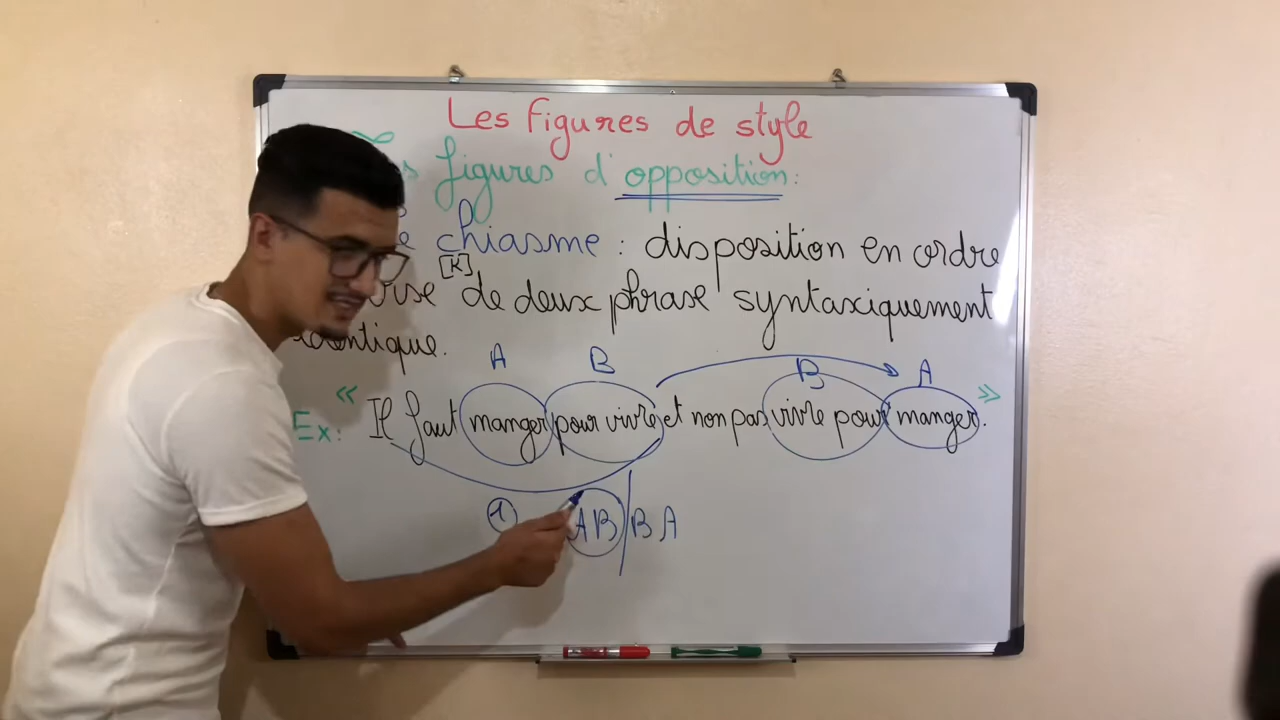 Les figures de style
figures d'opposition:
chiasme : disposition en ordre
[K]
de deux phrase syntaxiquement
identique.
A B B A
Ex: « Il faut manger pour vivre et non pas vivre pour manger. »
1 AB | BA